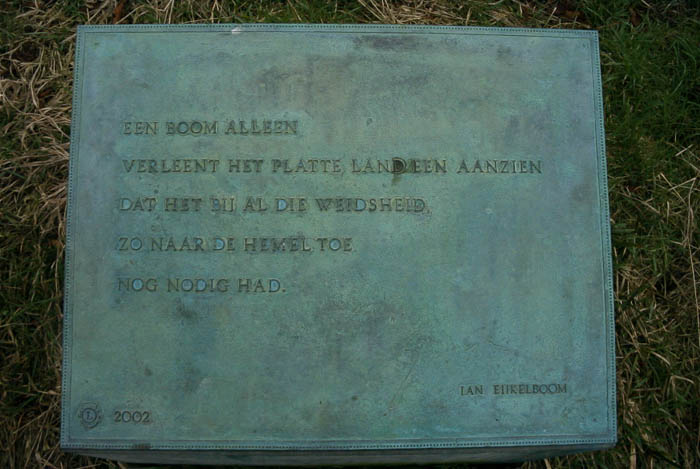 EEN BOOM ALLEEN
VERLEENT HET PLATTE LAND EEN AANZIEN
DAT HET BIJ AL DIE WEIDSHEID,
ZO NAAR DE HEMEL TOE
NOG NODIG HAD.
JAN EIJKELBOOM
L 2002